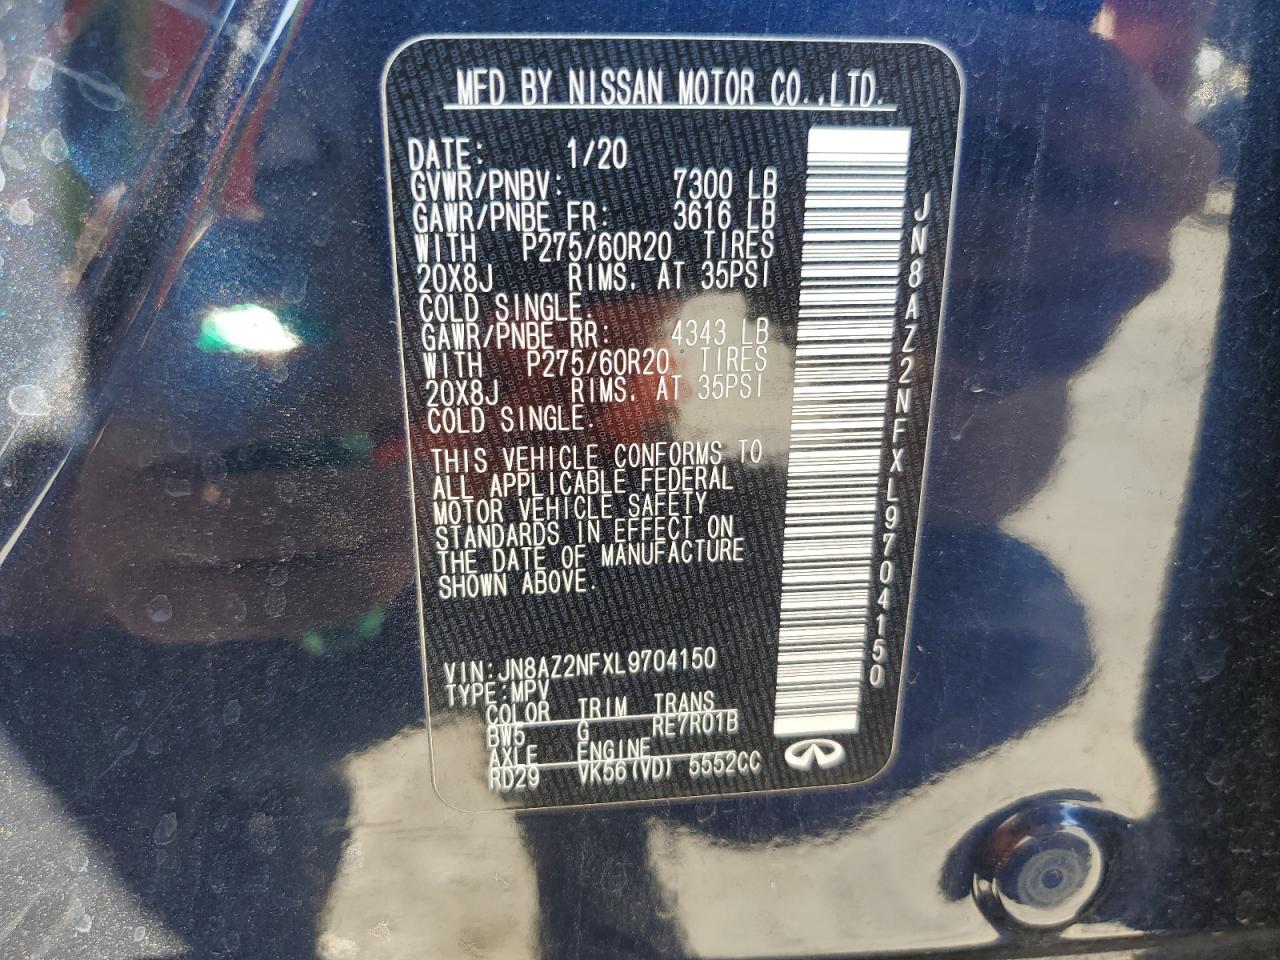 MFD BY NISSAN MOTOR CO.,LTD.
DATE: 1/20
GVWR/PNBV: 7300 LB
GAWR/PNBE FR: 3616 LB
WITH P275/60R20 TIRES
20X8J RIMS. AT 35PSI
COLD SINGLE.
GAWR/PNBE RR: 4343 LB
WITH P275/60R20 TIRES
20X8J RIMS. AT 35PSI
COLD SINGLE.
THIS VEHICLE CONFORMS TO
ALL APPLICABLE FEDERAL
MOTOR VEHICLE SAFETY
STANDARDS IN EFFECT ON
THE DATE OF MANUFACTURE
SHOWN ABOVE.
VIN:JN8AZ2NFXL9704150
TYPE:MPV
COLOR TRIM TRANS
BW5 G RE7R01B
AXLE ENGINE
RD29 VK56(VD) 5552CC
JN8AZ2NFXL9704150